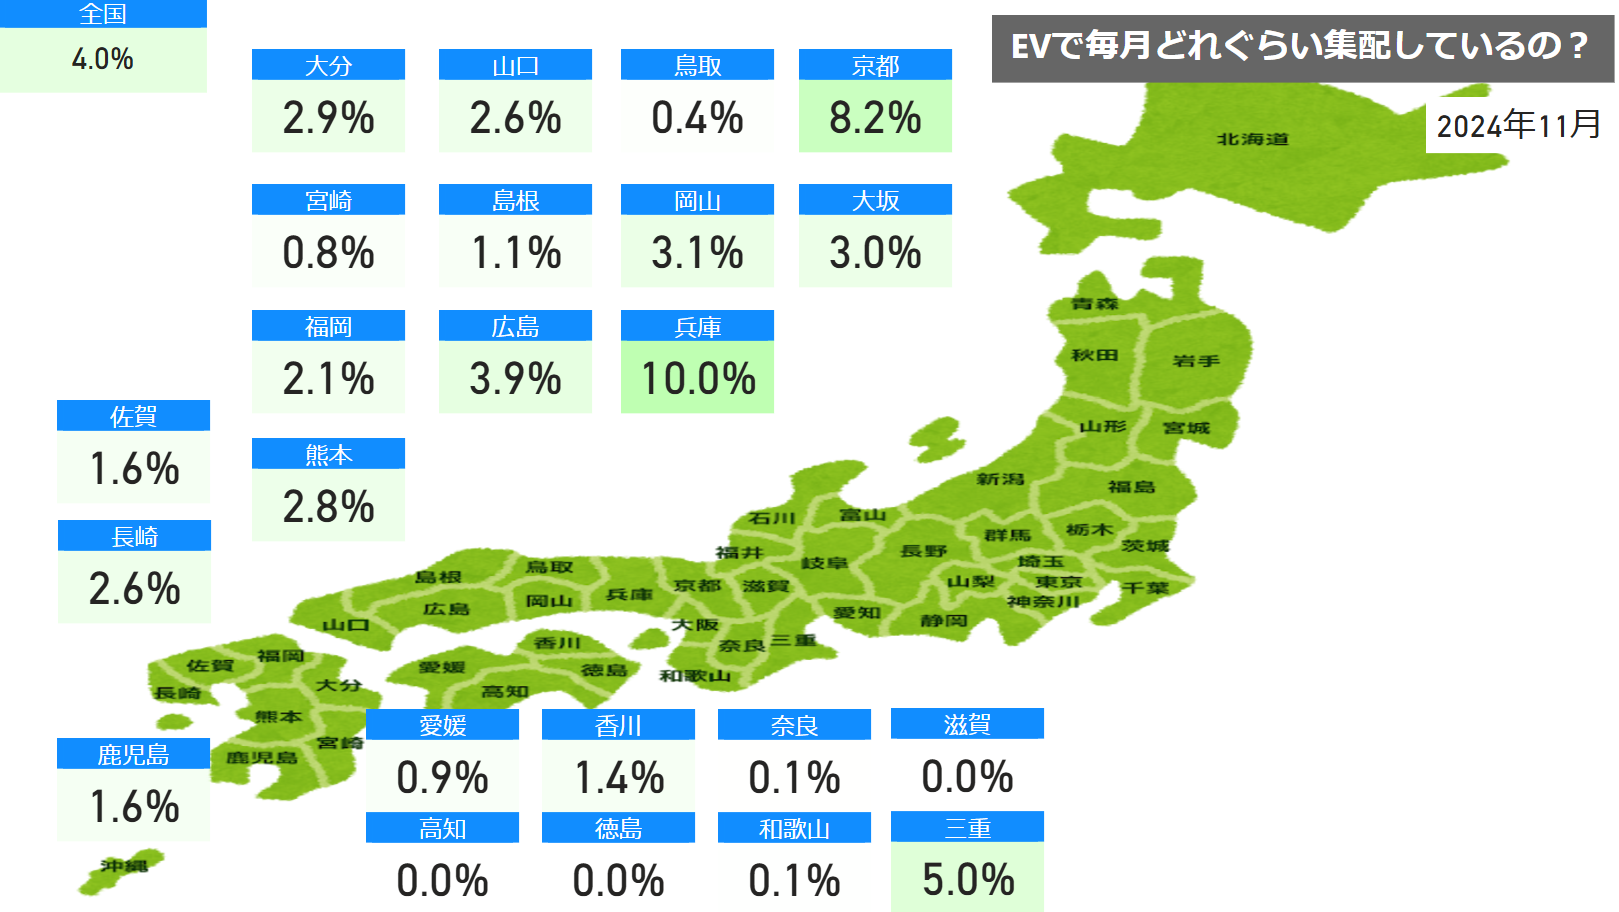 全国
4.0%
EVで毎月どれぐらい集配しているの？
2024年11月
大分
2.9%
山口
2.6%
鳥取
0.4%
京都
8.2%
宮崎
0.8%
島根
1.1%
岡山
3.1%
大坂
3.0%
福岡
2.1%
広島
3.9%
兵庫
10.0%
佐賀
1.6%
熊本
2.8%
長崎
2.6%
鹿児島
1.6%
愛媛
0.9%
香川
1.4%
奈良
0.1%
滋賀
0.0%
高知
0.0%
徳島
0.0%
和歌山
0.1%
三重
5.0%
北海道
青森
秋田
岩手
山形
宮城
新潟
福島
石川
富山
福井
岐阜
長野
群馬
栃木
茨城
埼玉
山梨
東京
千葉
神奈川
静岡
愛知
滋賀
京都
兵庫
鳥取
島根
岡山
広島
山口
大阪
奈良
三重
和歌山
香川
愛媛
徳島
高知
福岡
佐賀
長崎
大分
熊本
宮崎
鹿児島
沖縄